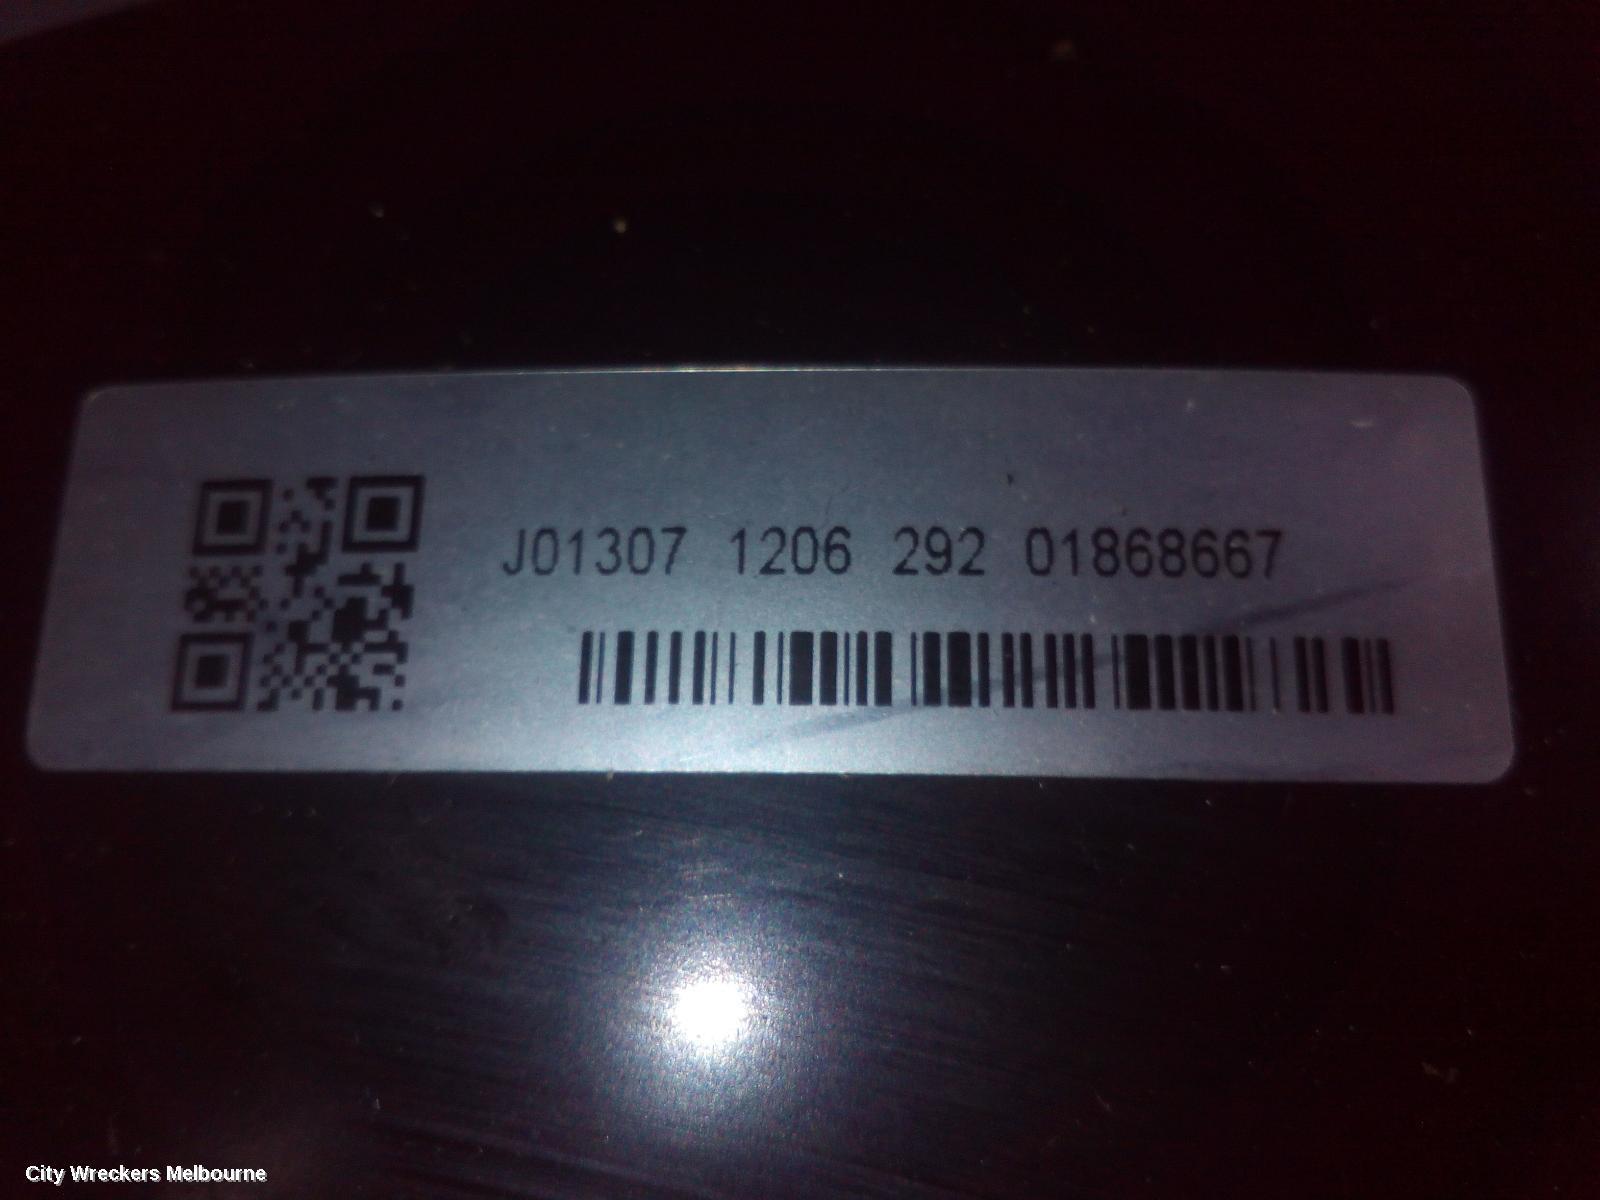 J01307 1206 292 01868667
City Wreckers Melbourne